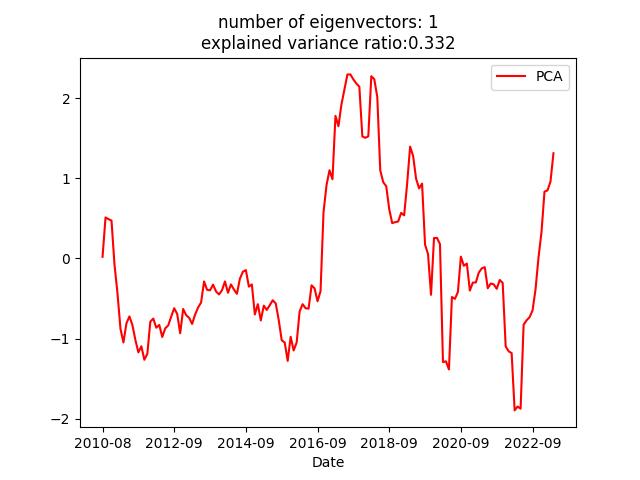 number of eigenvectors: 1
explained variance ratio:0.332
PCA
2
1
0
−1
−2
2010-08 2012-09 2014-09 2016-09 2018-09 2020-09 2022-09
Date